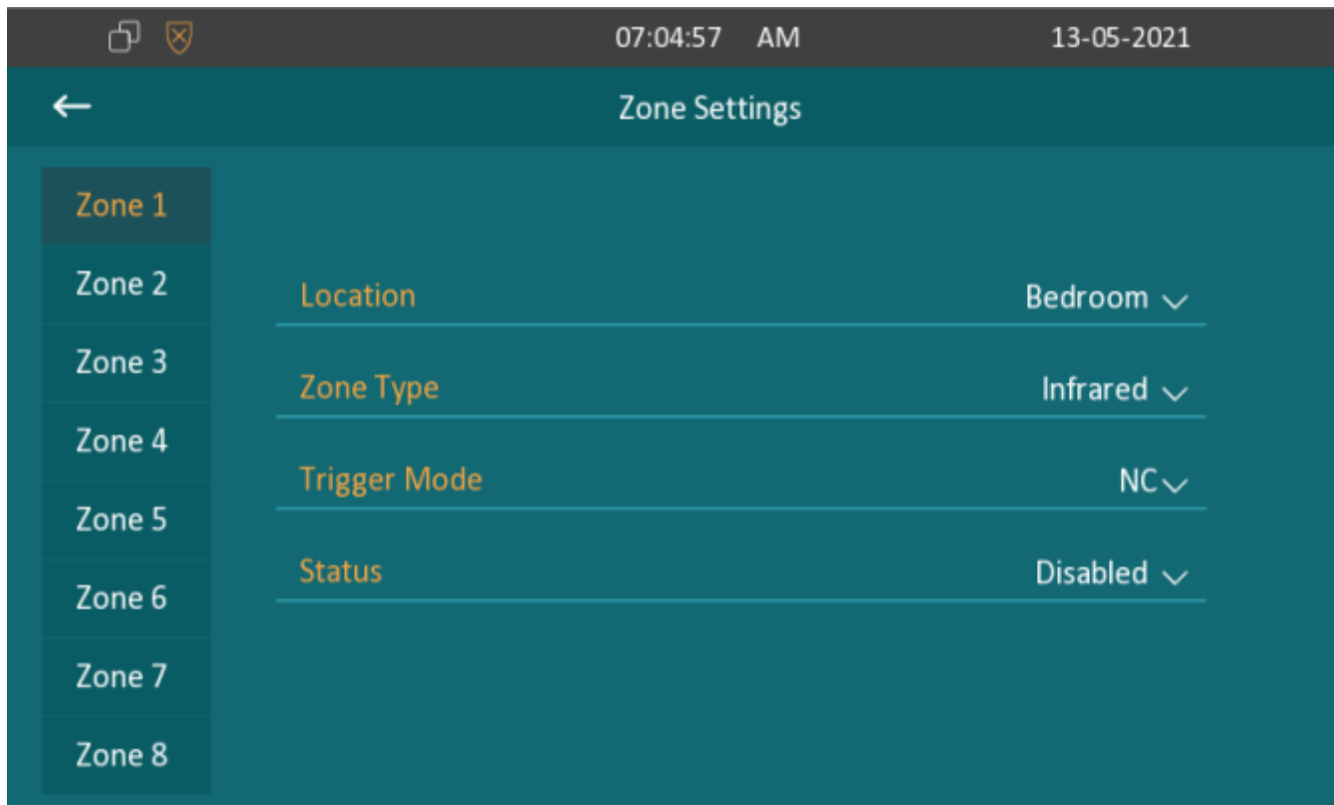 07:04:57 AM 13-05-2021
Zone Settings
Zone 1
Zone 2
Zone 3
Zone 4
Zone 5
Zone 6
Zone 7
Zone 8
Location Bedroom
Zone Type Infrared
Trigger Mode NC
Status Disabled